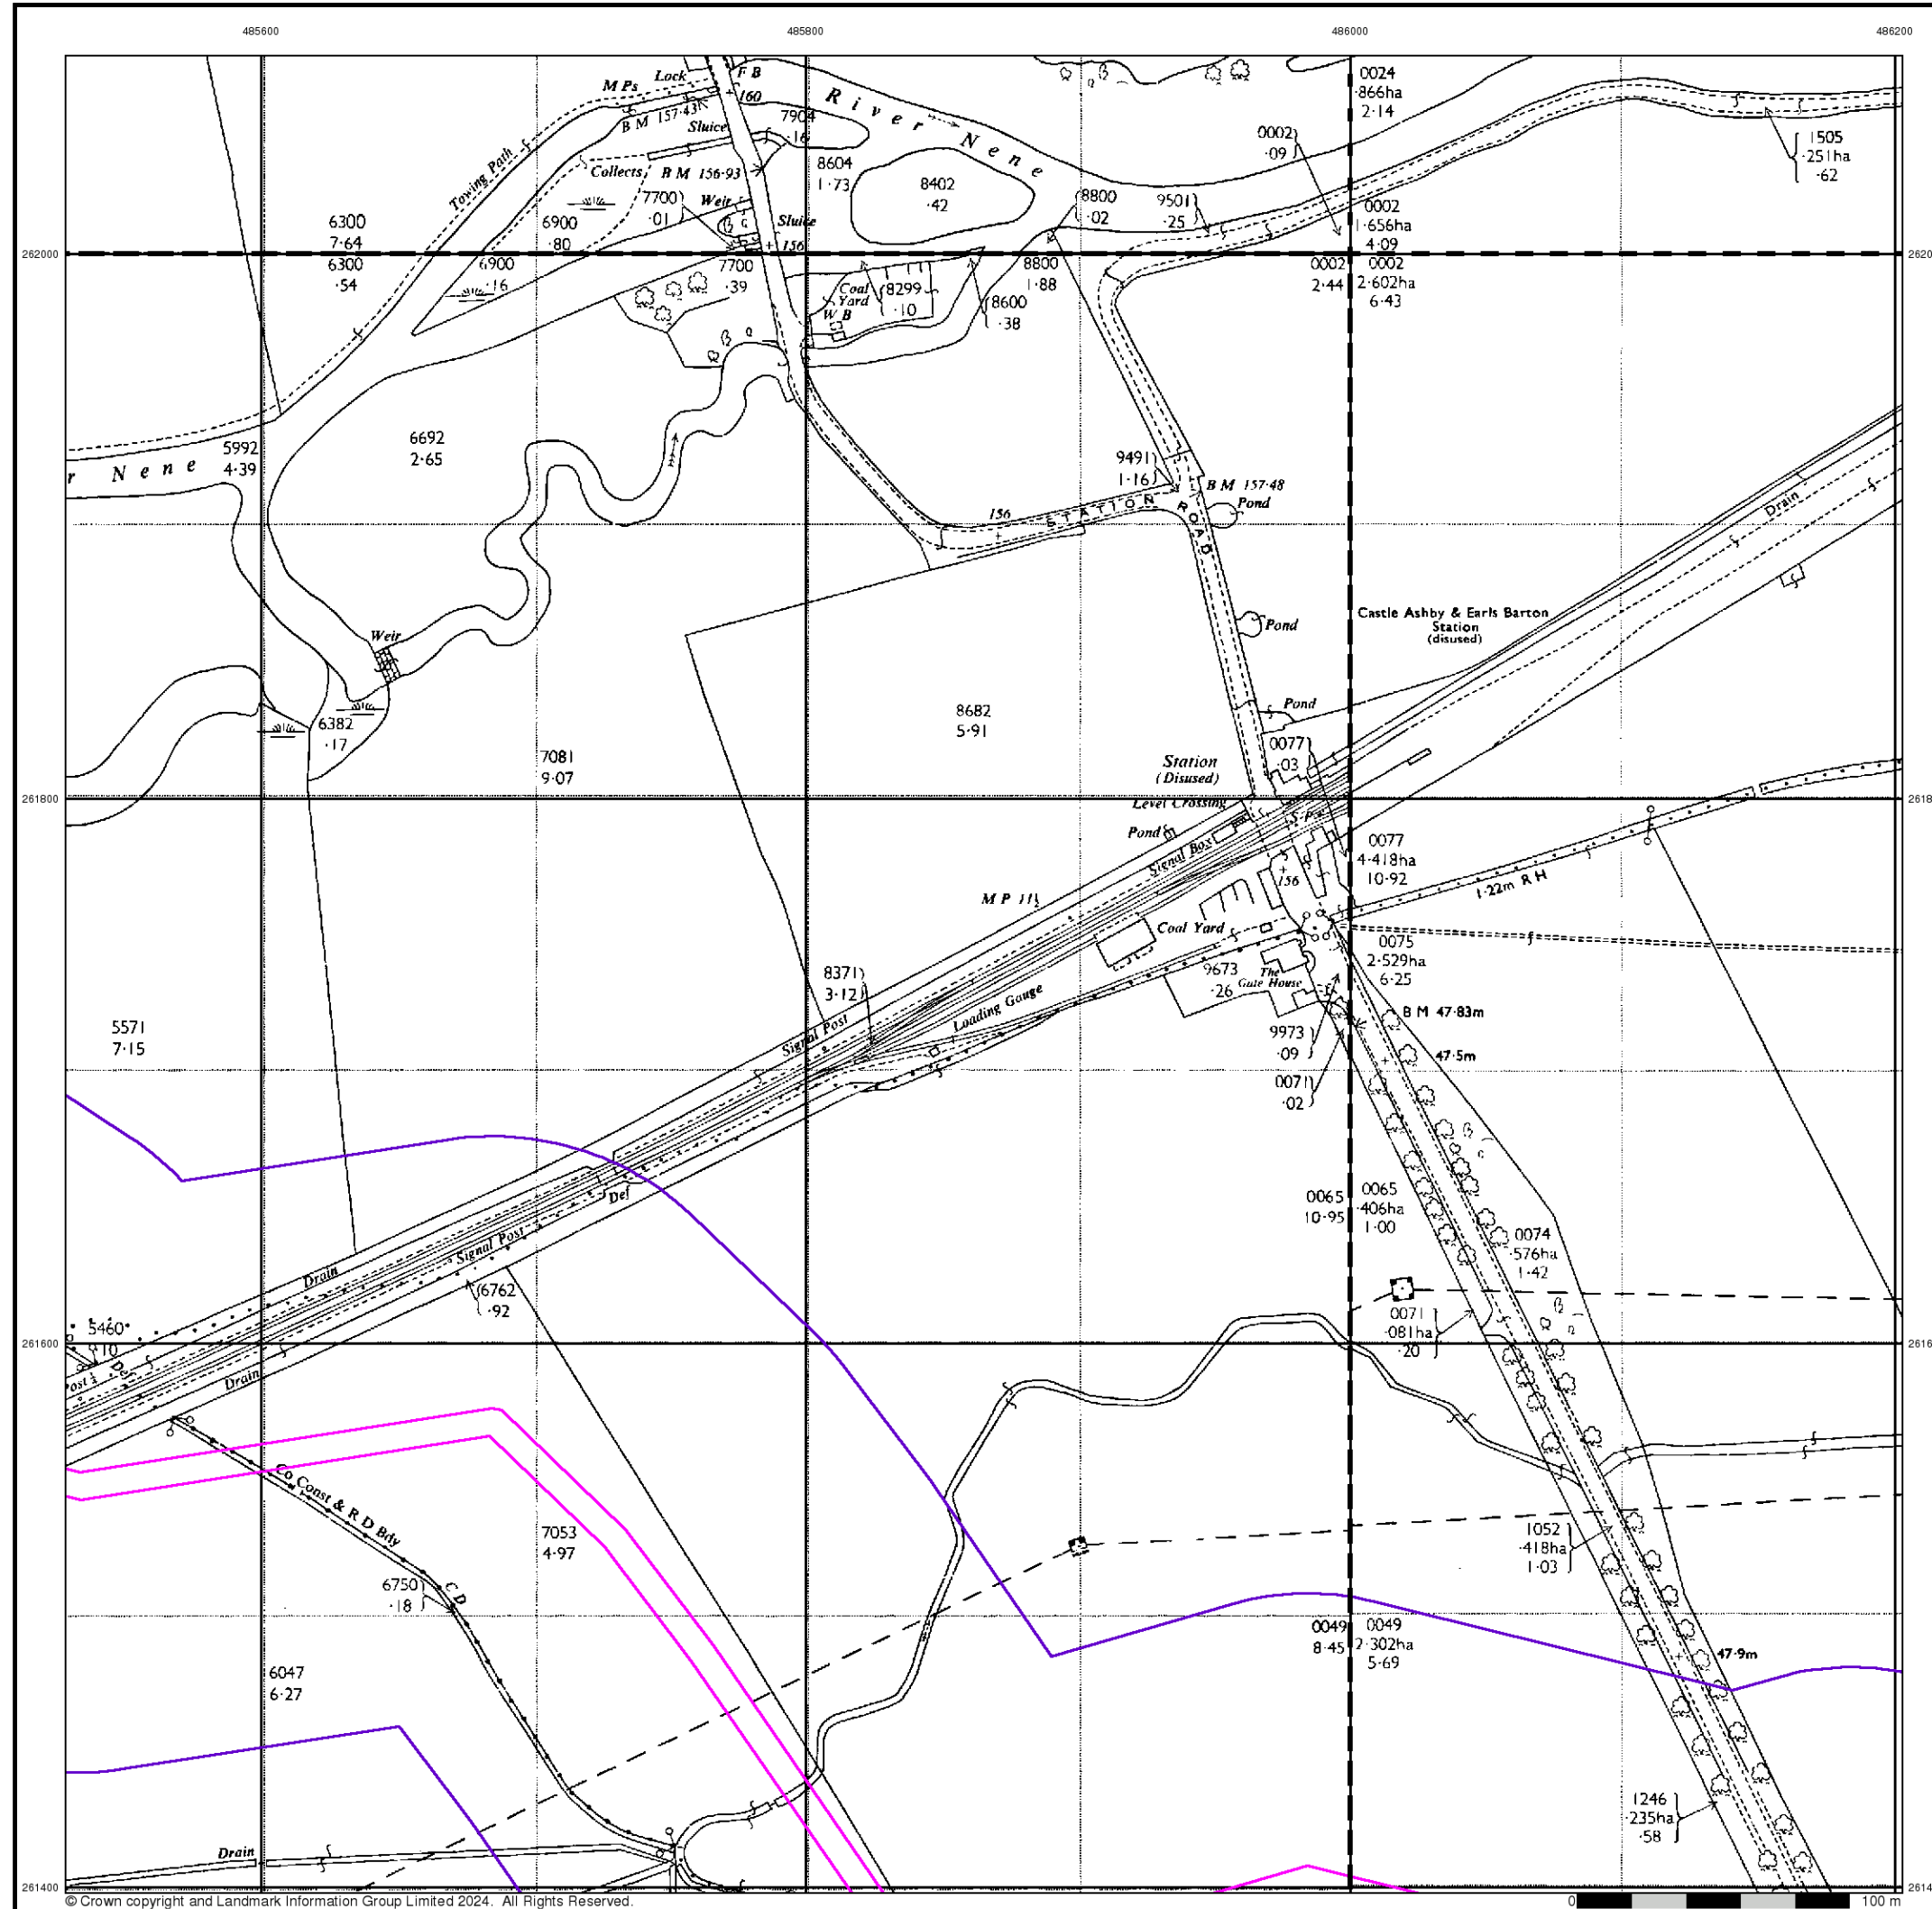 485600
485800
486000
486200
262000
2620
261800
2618
261600
2616
261400
2614
M Ps
Lock
F B
160
B M 157·43
Sluice
Towing Path
Collects
B M 156·93
River Nene
7904
·16
8604
1·73
8402
·42
7700
·01
Weir
Sluice
156
6300
7·64
6300
·54
6900
·80
6900
·16
7700
·39
Coal
Yard
W B
8299
·10
8600
·38
8800
·02
8800
1·88
9501
·25
0002
·09
0024
·866ha
2·14
0002
1·656ha
4·09
0002
2·44
0002
2·602ha
6·43
1505
·251ha
·62
5992
4·39
r Nene
6692
2·65
9491
1·16
B M 157·48
Pond
156
STATION ROAD
Pond
Drain
Castle Ashby & Earls Barton
Station
(disused)
Weir
6382
·17
7081
9·07
8682
5·91
Pond
0077
·03
Station
(Disused)
Level Crossing
S P
Pond
Signal Box
156
0077
4·418ha
10·92
1·22m R H
M P 11½
Coal Yard
0075
2·529ha
6·25
8371
3·12
9673
·26
The
Gate House
Loading Gauge
Signal Post
B M 47·83m
9973
·09
47·5m
0071
·02
5571
7·15
Def
Signal Post
Drain
6762
·92
0065
10·95
0065
·406ha
1·00
0074
·576ha
1·42
0071
·081ha
·20
5460
·10
Def
Post
Drain
Co Const & R D Bdy
7053
4·97
6750
·18
C D
1052
·418ha
1·03
0049
8·45
0049
2·302ha
5·69
47·9m
6047
6·27
1246
·235ha
·58
Drain
© Crown copyright and Landmark Information Group Limited 2024. All Rights Reserved.
0
100 m